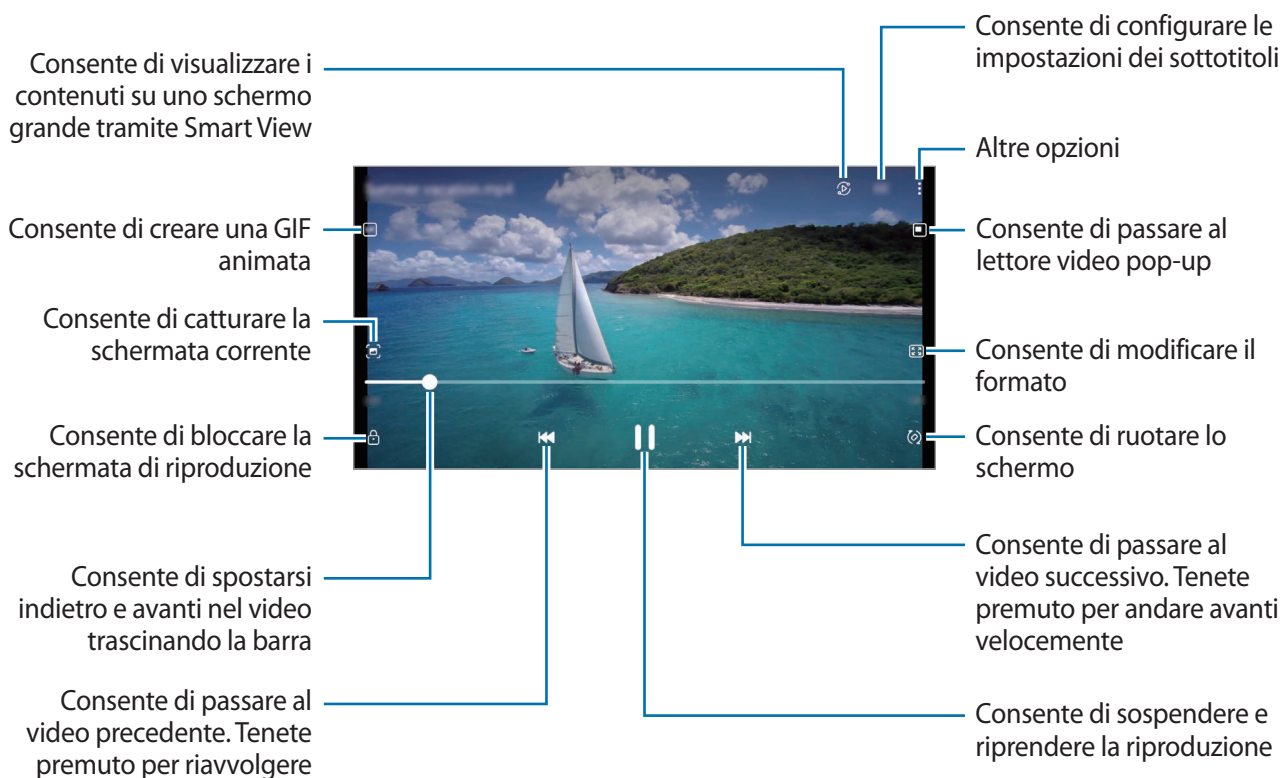 Consente di configurare le
impostazioni dei sottotitoli
Consente di visualizzare i
contenuti su uno schermo
grande tramite Smart View
Altre opzioni
Consente di creare una GIF
animata
Consente di passare al
lettore video pop-up
Consente di catturare la
schermata corrente
Consente di modificare il
formato
Consente di bloccare la
schermata di riproduzione
Consente di ruotare lo
schermo
Consente di spostarsi
indietro e avanti nel video
trascinando la barra
Consente di passare al
video successivo. Tenete
premuto per andare avanti
velocemente
Consente di passare al
video precedente. Tenete
premuto per riavvolgere
Consente di sospendere e
riprendere la riproduzione